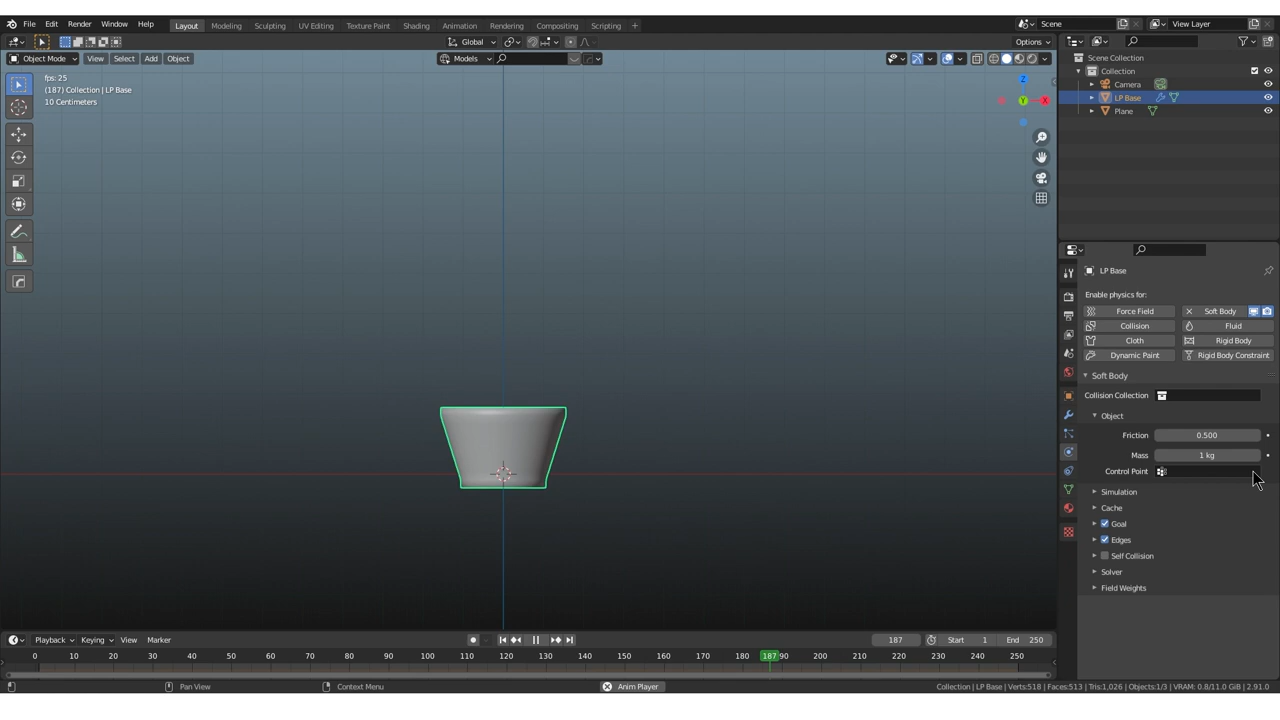 File Edit Render Window Help Layout Modeling Sculpting UV Editing Texture Paint Shading Animation Rendering Compositing Scripting + Scene View Layer
Global Options
Object Mode View Select Add Object Models
fps: 25
(187) Collection | LP Base
10 Centimeters
Z
Y
X
Scene Collection
Collection
Camera
LP Base
Plane
LP Base
Enable physics for:
Force Field Soft Body
Collision Fluid
Cloth Rigid Body
Dynamic Paint Rigid Body Constraint
Soft Body
Collision Collection
Object
Friction 0.500
Mass 1 kg
Control Point
Simulation
Cache
Goal
Edges
Self Collision
Solver
Field Weights
Playback Keying View Marker 187 Start 1 End 250
0 10 20 30 40 50 60 70 80 90 100 110 120 130 140 150 160 170 180 187 90 200 210 220 230 240 250
Pan View Context Menu Anim Player Collection | LP Base | Verts:518 | Faces:513 | Tris:1,026 | Objects:1/3 | VRAM: 0.8/11.0 GiB | 2.91.0